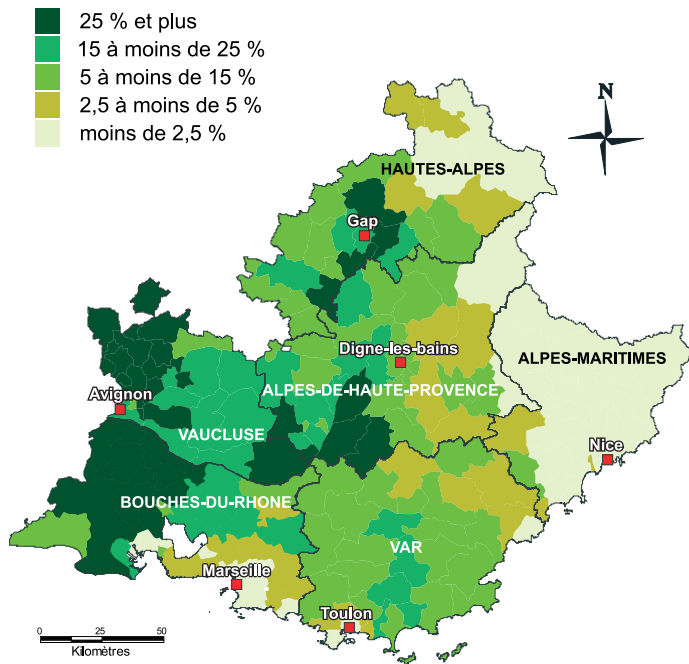 25 % et plus
15 à moins de 25 %
5 à moins de 15 %
2,5 à moins de 5 %
moins de 2,5 %
N
HAUTES-ALPES
Gap
Digne-les-bains
ALPES-MARITIMES
ALPES-DE-HAUTE-PROVENCE
Avignon
VAUCLUSE
Nice
BOUCHES-DU-RHONE
VAR
Marseille
Toulon
0 25 50
Kilomètres